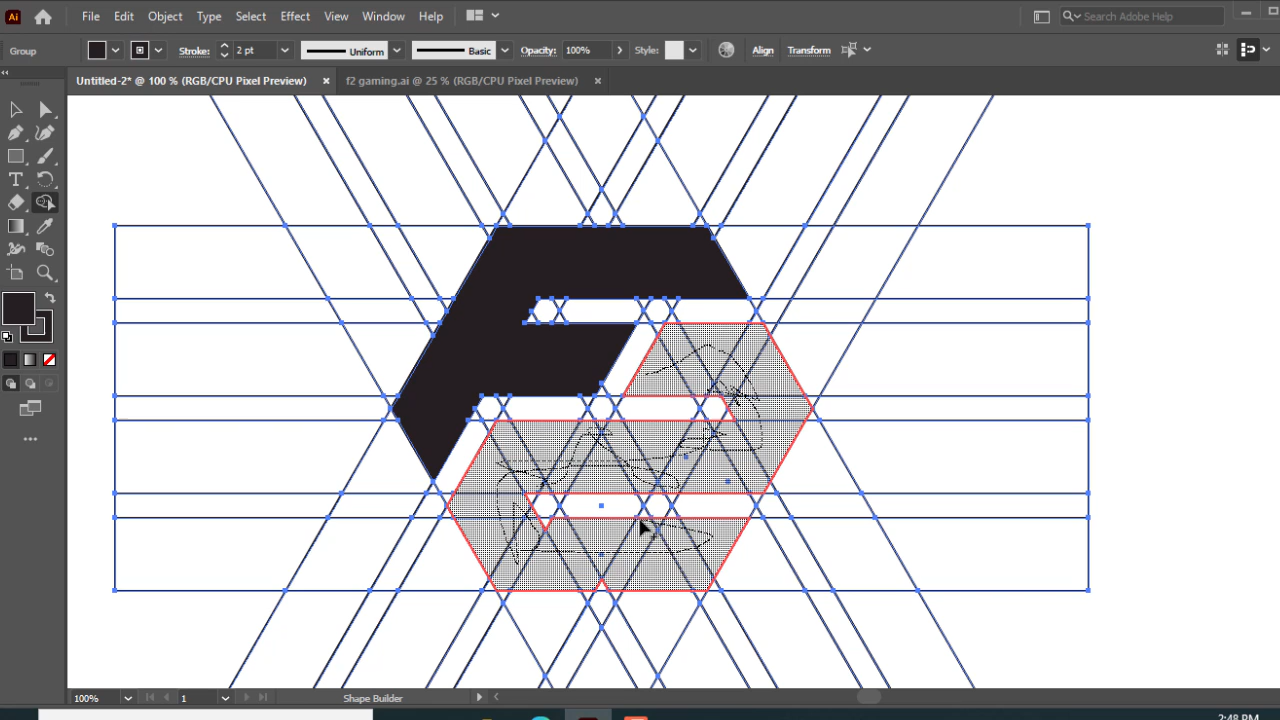 Ai File Edit Object Type Select Effect View Window Help Search Adobe Help
Group Stroke: 2 pt Uniform Basic Opacity: 100% Style: Align Transform
Untitled-2* @ 100 % (RGB/CPU Pixel Preview) × f2 gaming.ai @ 25 % (RGB/CPU Pixel Preview) ×
T
100% 1 Shape Builder
2:48 PM